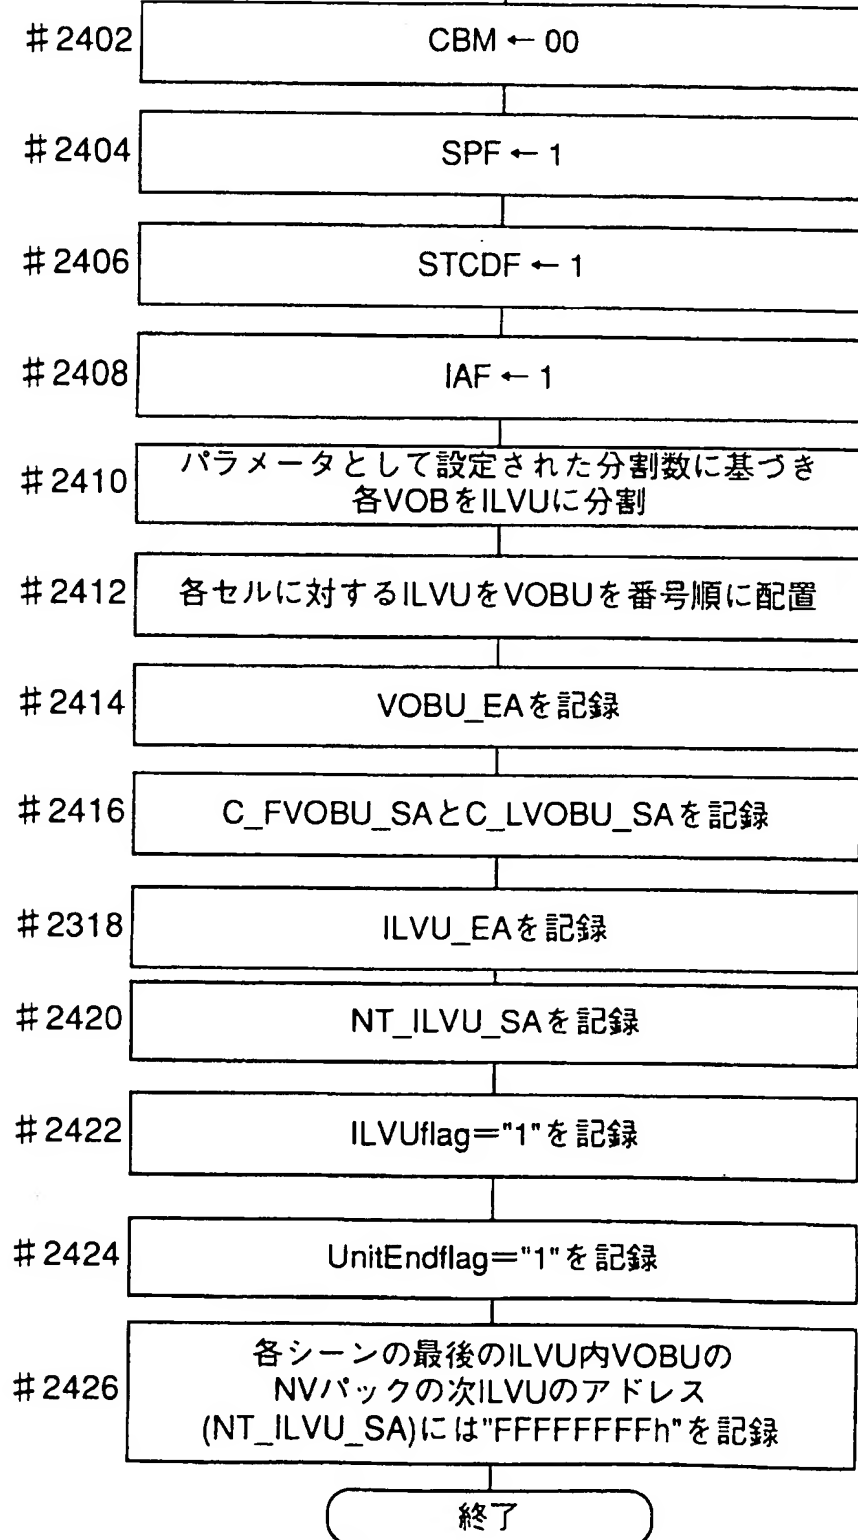 #2402
CBM ← 00
#2404
SPF ← 1
#2406
STCDF ← 1
#2408
IAF ← 1
#2410
パラメータとして設定された分割数に基づき
各VOBをILVUに分割
#2412
各セルに対するILVUをVOBUを番号順に配置
#2414
VOBU_EAを記録
#2416
C_FVOBU_SAとC_LVOBU_SAを記録
#2318
ILVU_EAを記録
#2420
NT_ILVU_SAを記録
#2422
ILVUflag="1"を記録
#2424
UnitEndflag="1"を記録
#2426
各シーンの最後のILVU内VOBUの
NVパックの次ILVUのアドレス
(NT_ILVU_SA)には"FFFFFFFFh"を記録
終了